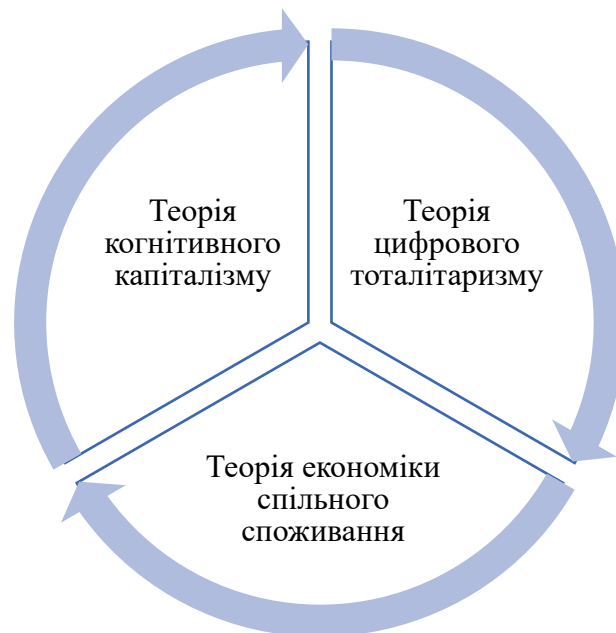 Теорія
когнітивного
капіталізму
Теорія
цифрового
тоталітаризму
Теорія економіки
спільного
споживання